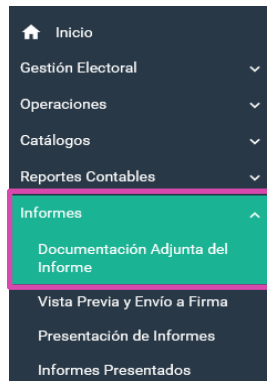 Inicio
Gestión Electoral
Operaciones
Catálogos
Reportes Contables
Informes
Documentación Adjunta del
Informe
Vista Previa y Envío a Firma
Presentación de Informes
Informes Presentados